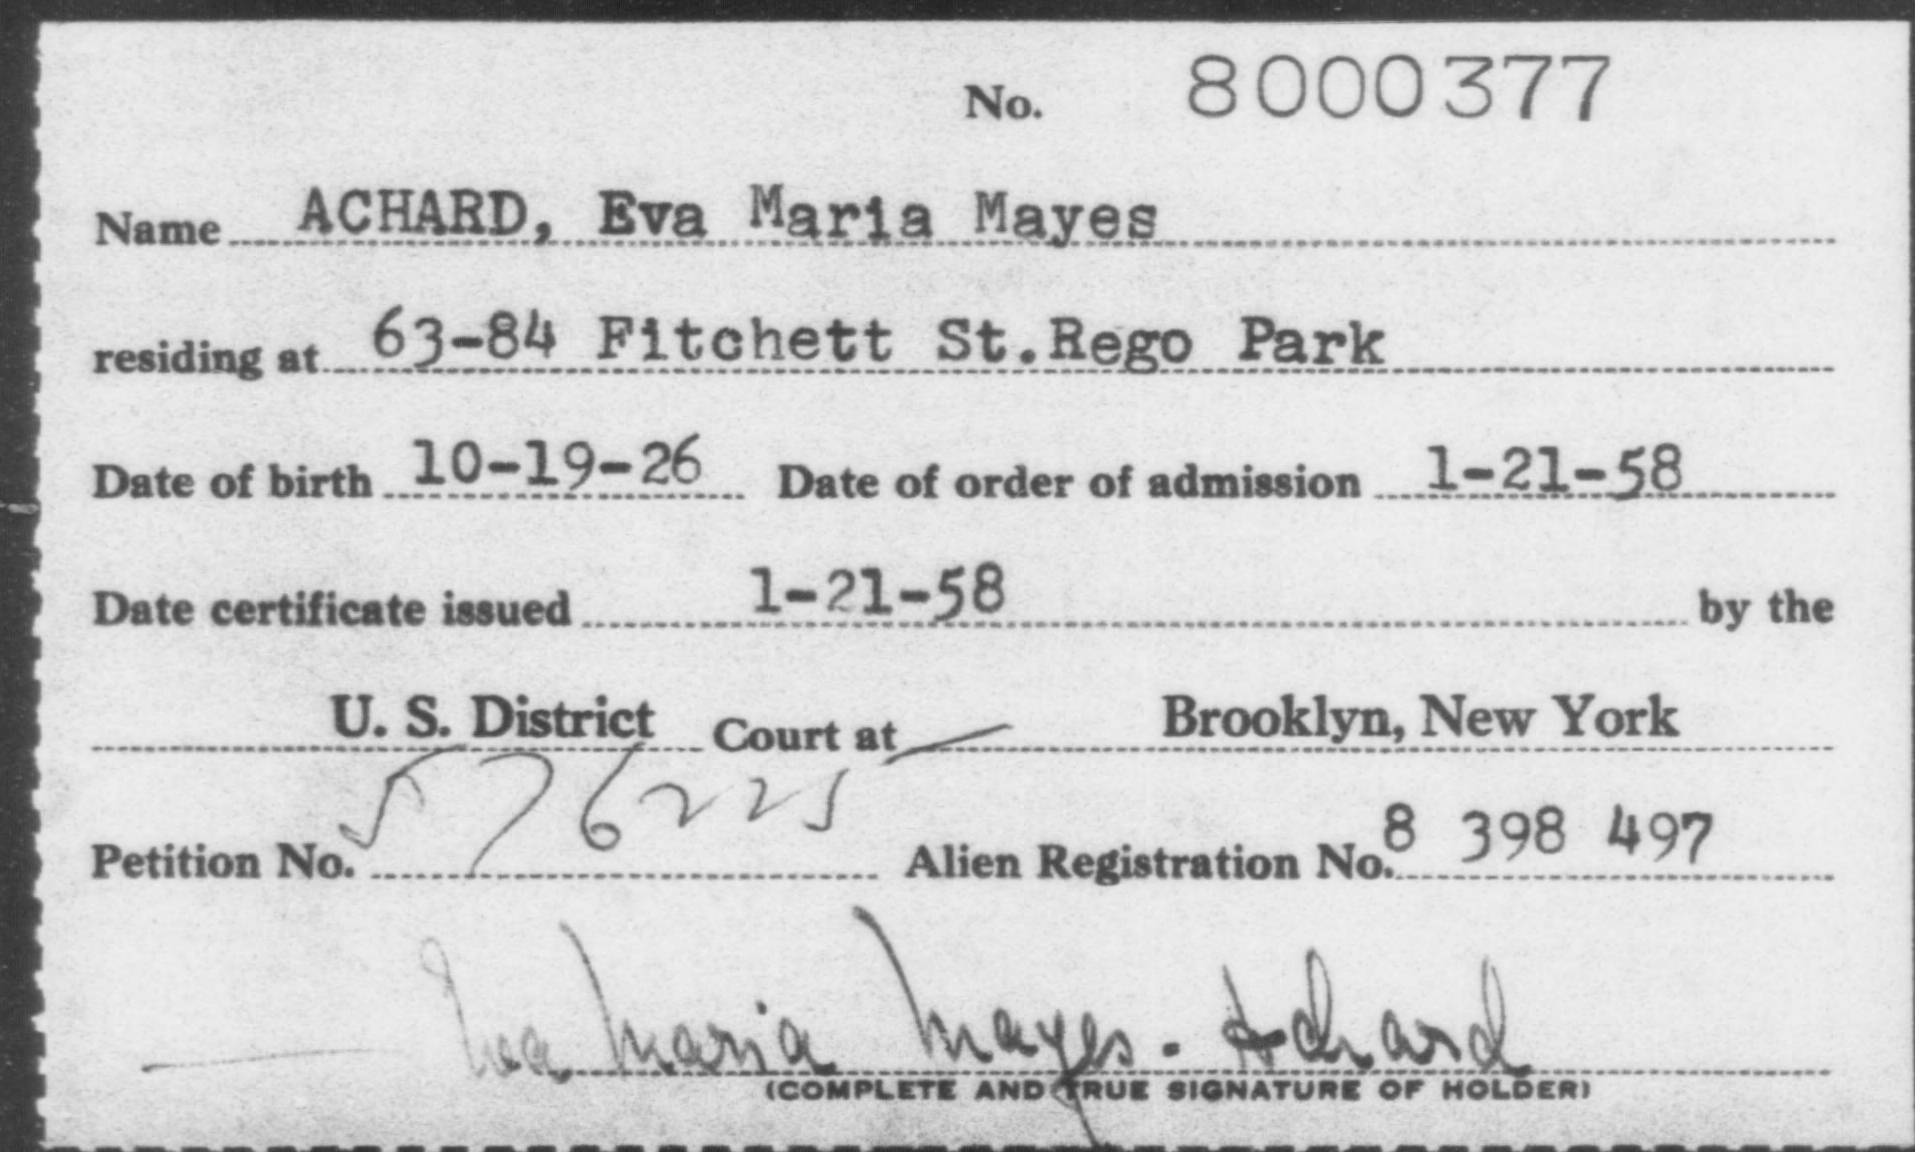 No. 8000377
Name ACHARD, Eva Maria Mayes
residing at 63-84 Fitchett St.Rego Park
Date of birth 10-19-26 Date of order of admission 1-21-58
Date certificate issued 1-21-58 by the
U. S. District Court at Brooklyn, New York
Petition No. 576225 Alien Registration No. 8 398 497
Eva Maria Mayes-Achard
(COMPLETE AND TRUE SIGNATURE OF HOLDER)